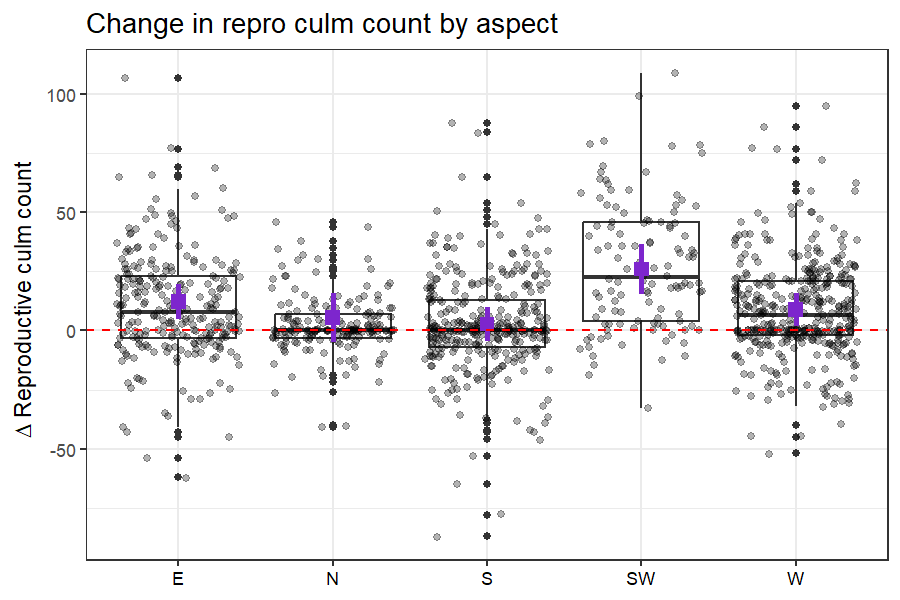 Change in repro culm count by aspect
Δ Reproductive culm count
100
50
0
-50
E N S SW W